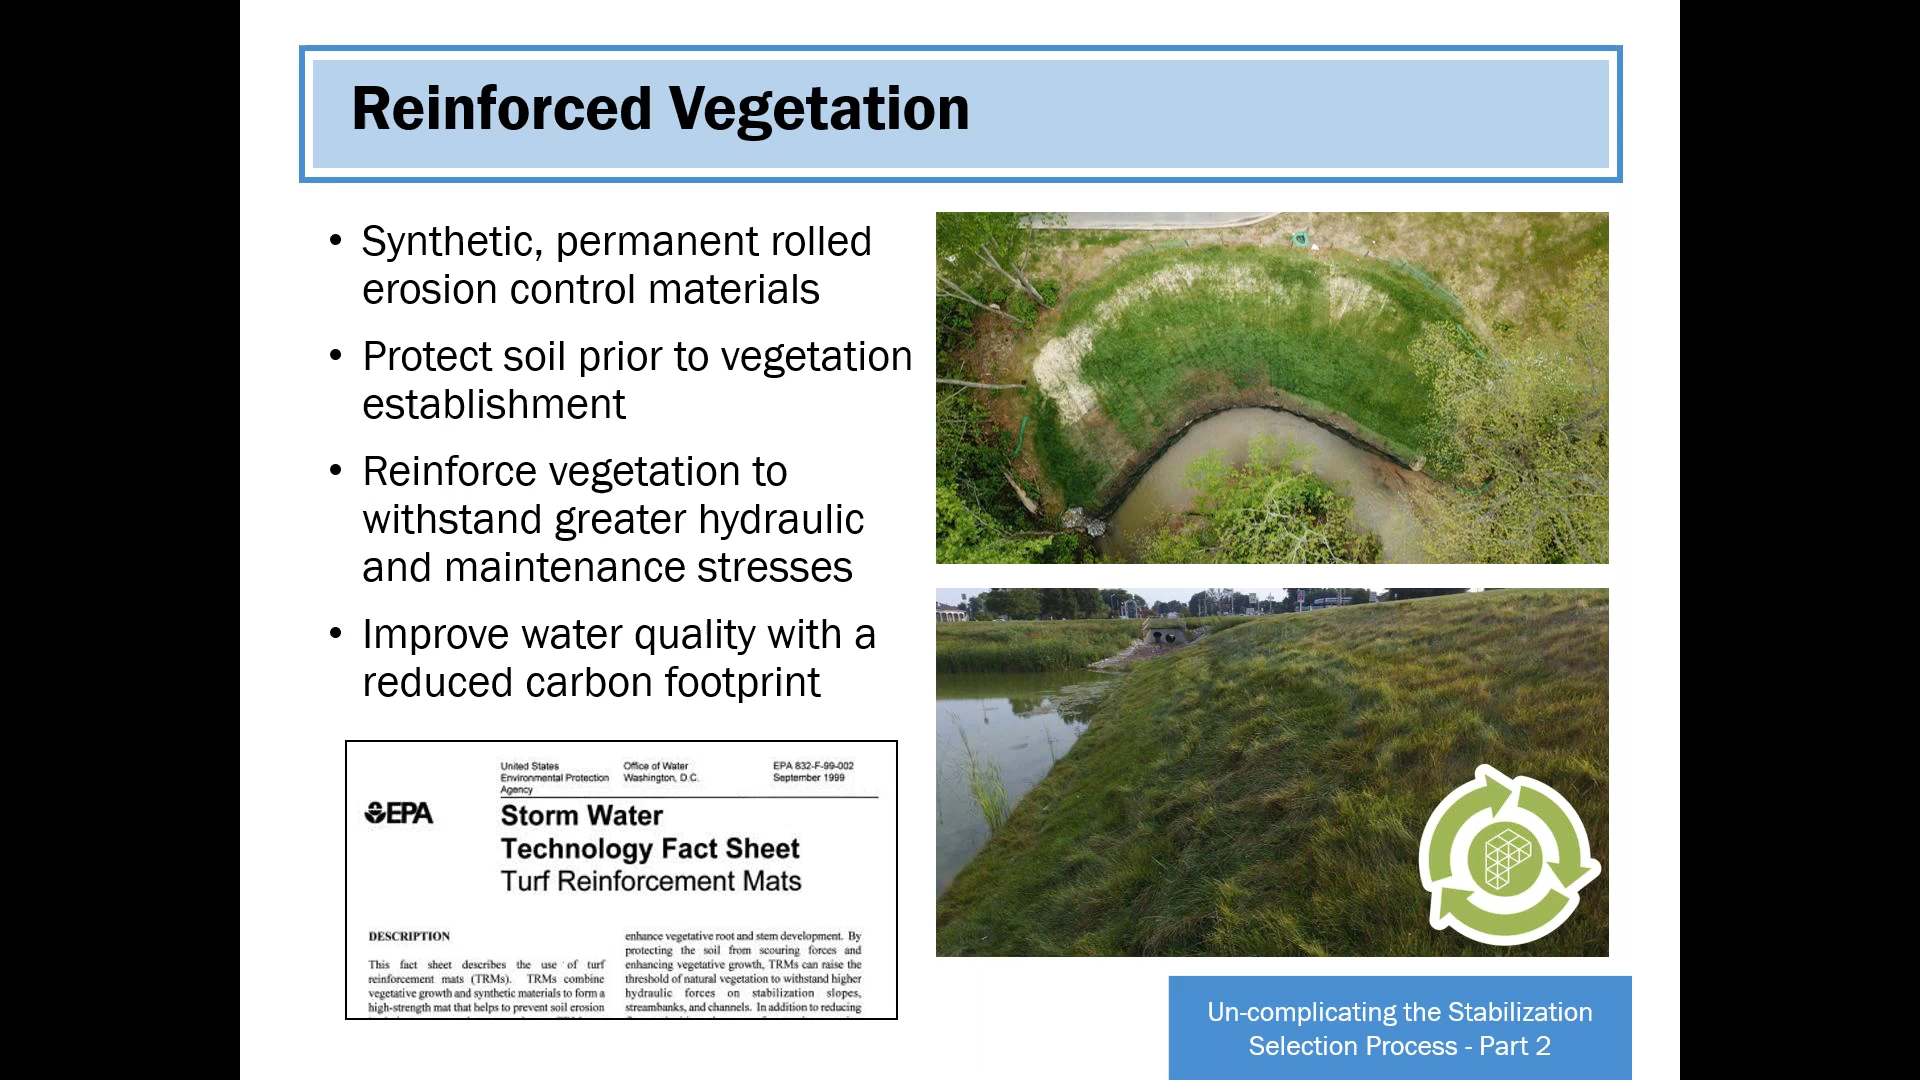 Reinforced Vegetation
• Synthetic, permanent rolled
erosion control materials
• Protect soil prior to vegetation
establishment
• Reinforce vegetation to
withstand greater hydraulic
and maintenance stresses
• Improve water quality with a
reduced carbon footprint
United States
Environmental Protection
Agency
Office of Water
Washington, D.C.
EPA 832-F-99-002
September 1999
EPA
Storm Water
Technology Fact Sheet
Turf Reinforcement Mats
DESCRIPTION
This fact sheet describes the use of turf
reinforcement mats (TRMs). TRMs combine
vegetative growth and synthetic materials to form a
high-strength mat that helps to prevent soil erosion
enhance vegetative root and stem development. By
protecting the soil from scouring forces and
enhancing vegetative growth, TRMs can raise the
threshold of natural vegetation to withstand higher
hydraulic forces on stabilization slopes,
streambanks, and channels. In addition to reducing
Un-complicating the Stabilization
Selection Process - Part 2